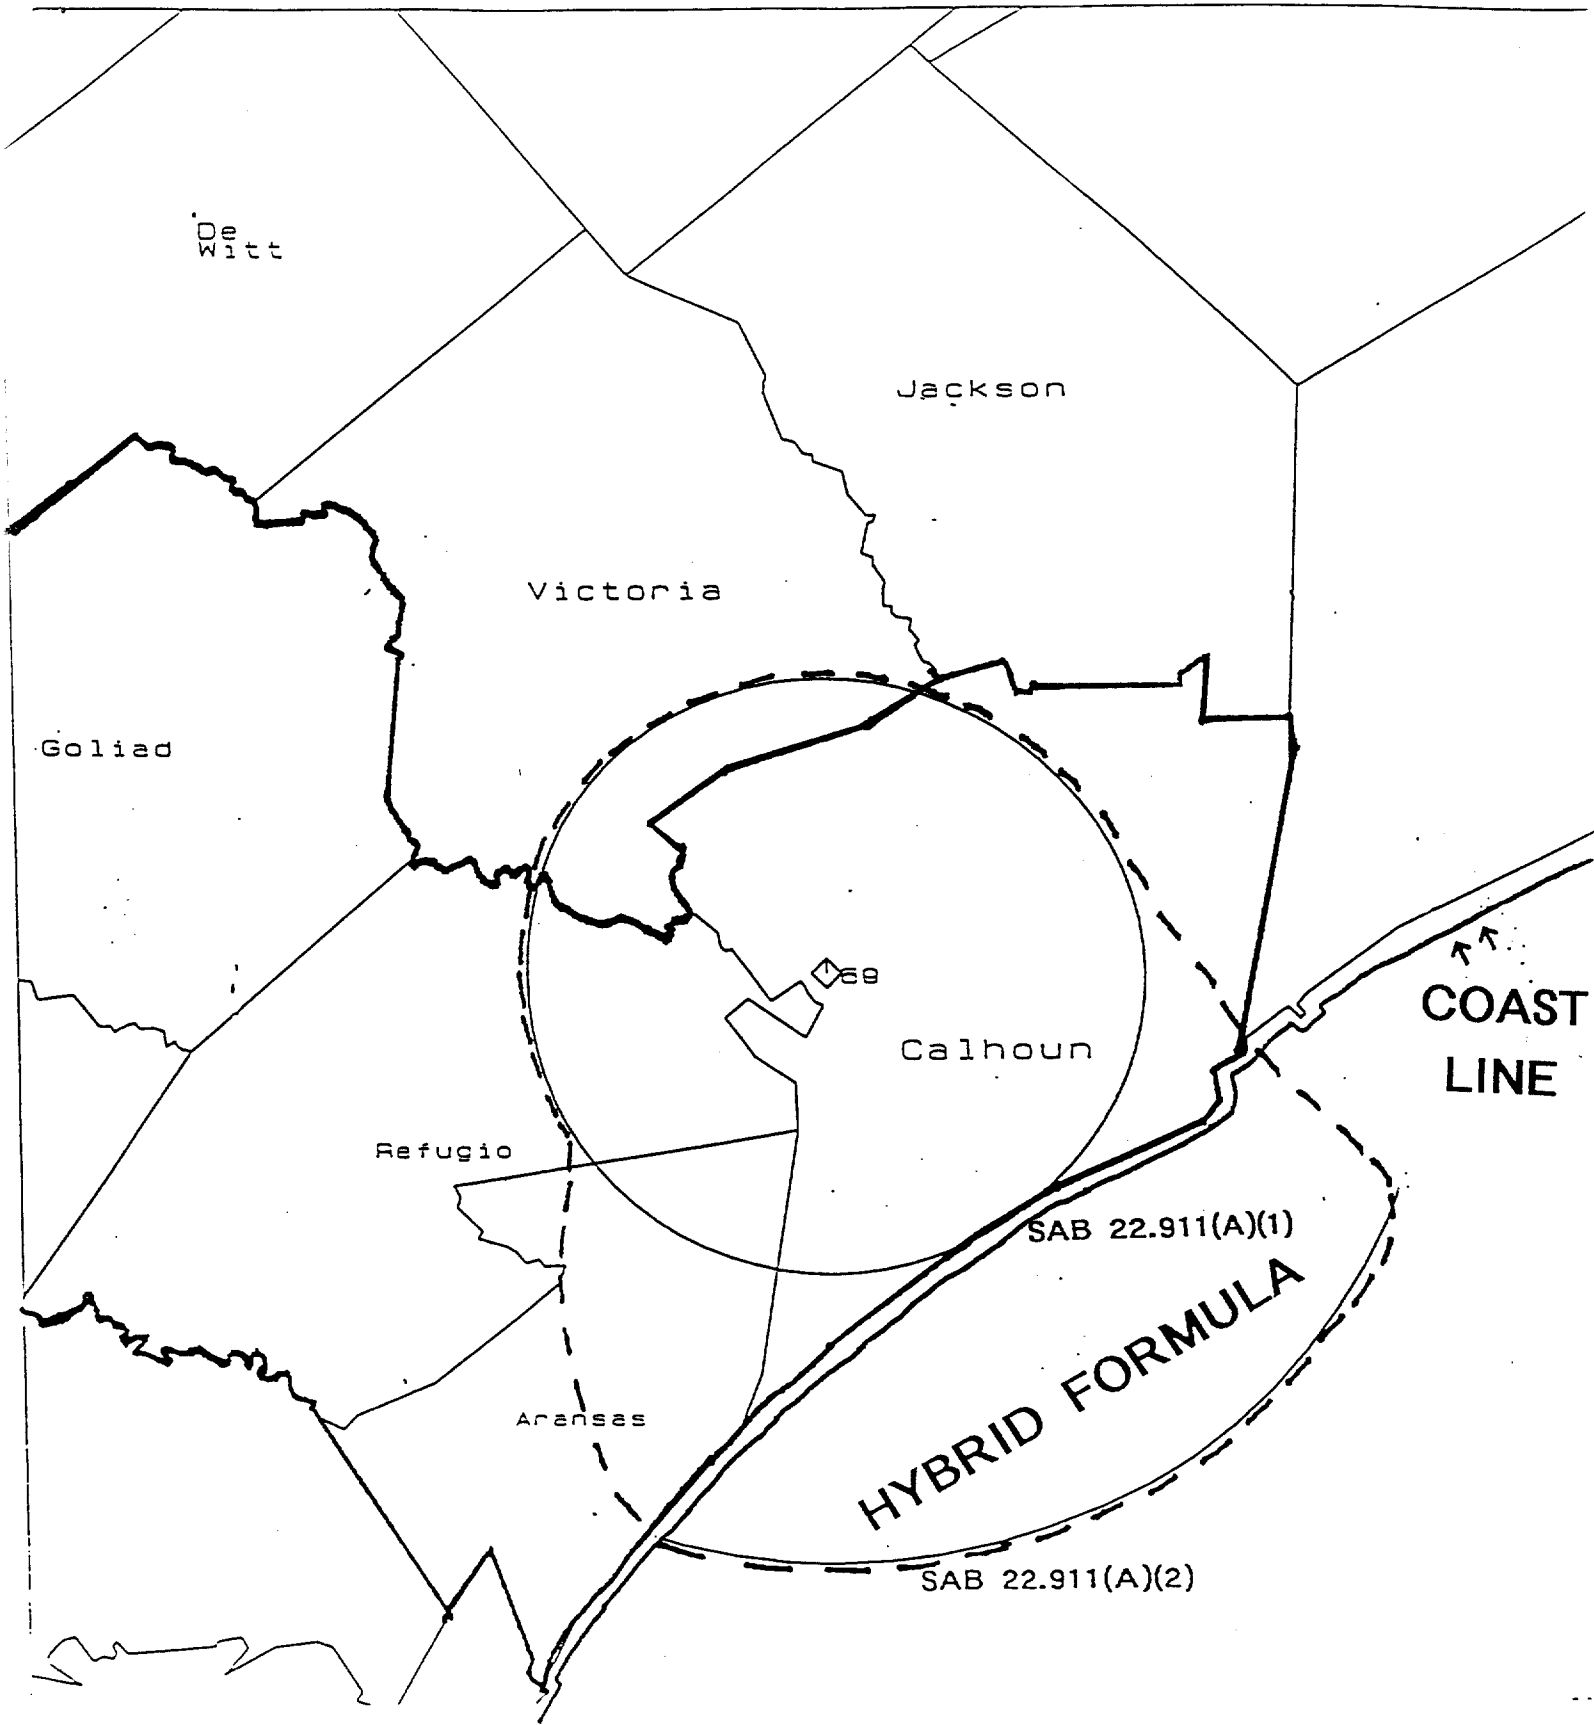 De
Witt
Jackson
Victoria
Goliad
69
COAST
LINE
Calhoun
Refugio
SAB 22.911(A)(1)
HYBRID FORMULA
Aransas
SAB 22.911(A)(2)